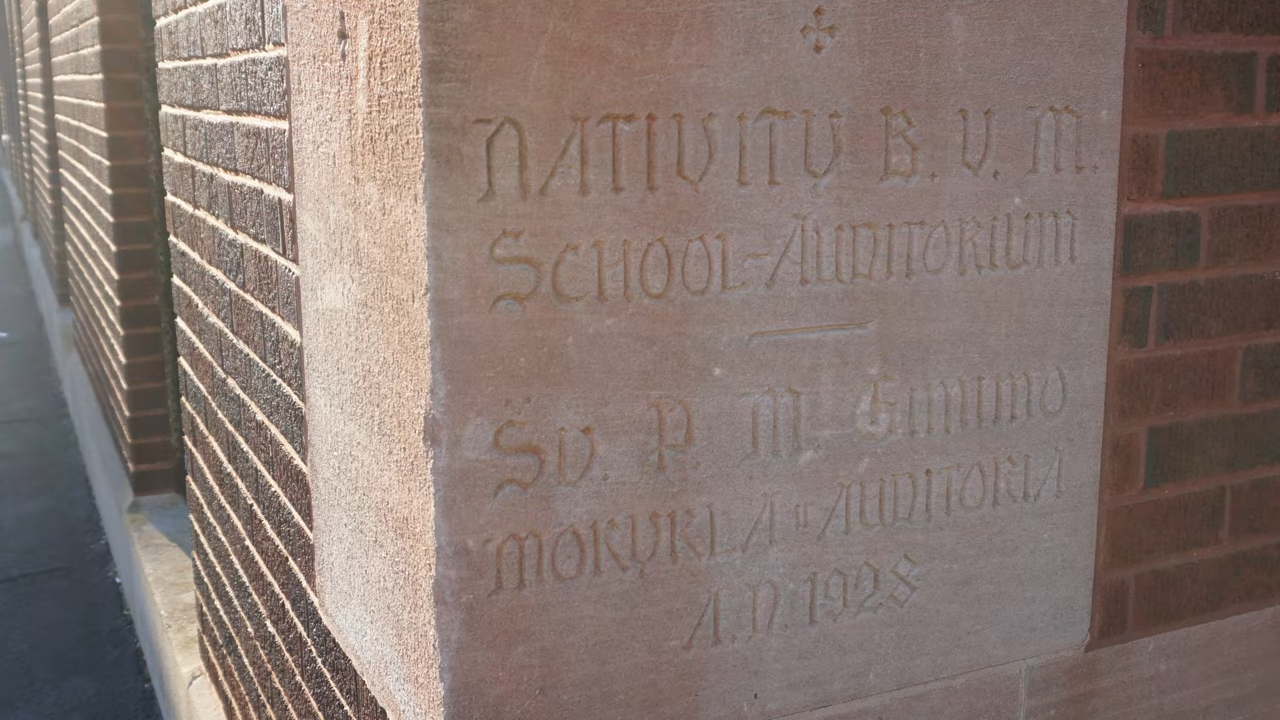 NATIVITY B. V. M.
SCHOOL-AUDITORIUM
ŠV. P. M. GIMIMO
MOKYKLA IR AUDITORIA
A. D. 1928